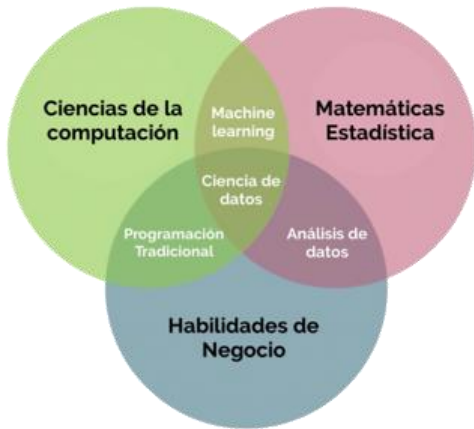 Ciencias de la
computación
Machine
learning
Matemáticas
Estadística
Ciencia de
datos
Programación
Tradicional
Análisis de
datos
Habilidades de
Negocio